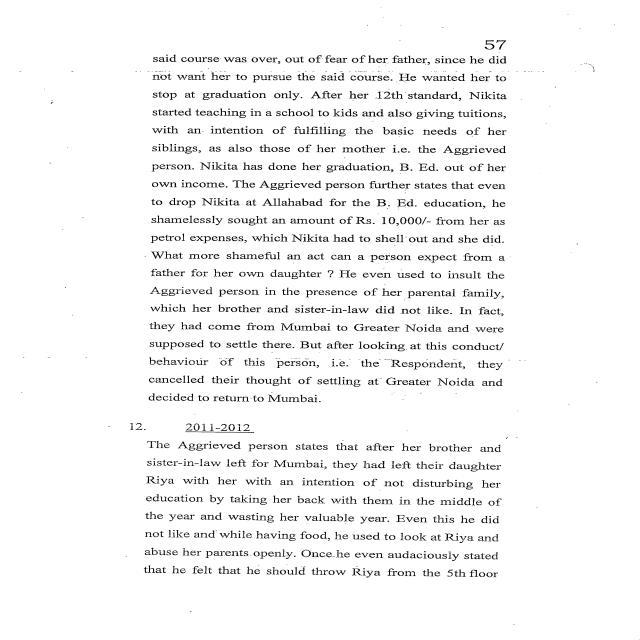 57
said course was over, out of fear of her father, since he did
not want her to pursue the said course. He wanted her to
stop at graduation only. After her 12th standard, Nikita
started teaching in a school to kids and also giving tuitions,
with an intention of fulfilling the basic needs of her
siblings, as also those of her mother i.e. the Aggrieved
person. Nikita has done her graduation, B. Ed. out of her
own income. The Aggrieved person further states that even
to drop Nikita at Allahabad for the B. Ed. education, he
shamelessly sought an amount of Rs. 10,000/- from her as
petrol expenses, which Nikita had to shell out and she did.
What more shameful an act can a person expect from a
father for her own daughter ? He even used to insult the
Aggrieved person in the presence of her parental family,
which her brother and sister-in-law did not like. In fact,
they had come from Mumbai to Greater Noida and were
supposed to settle there. But after looking at this conduct/
behaviour of this person, i.e. the Respondent, they
cancelled their thought of settling at Greater Noida and
decided to return to Mumbai.
12. 2011-2012
The Aggrieved person states that after her brother and
sister-in-law left for Mumbai, they had left their daughter
Riya with her with an intention of not disturbing her
education by taking her back with them in the middle of
the year and wasting her valuable year. Even this he did
not like and while having food, he used to look at Riya and
abuse her parents openly. Once he even audaciously stated
that he felt that he should throw Riya from the 5th floor